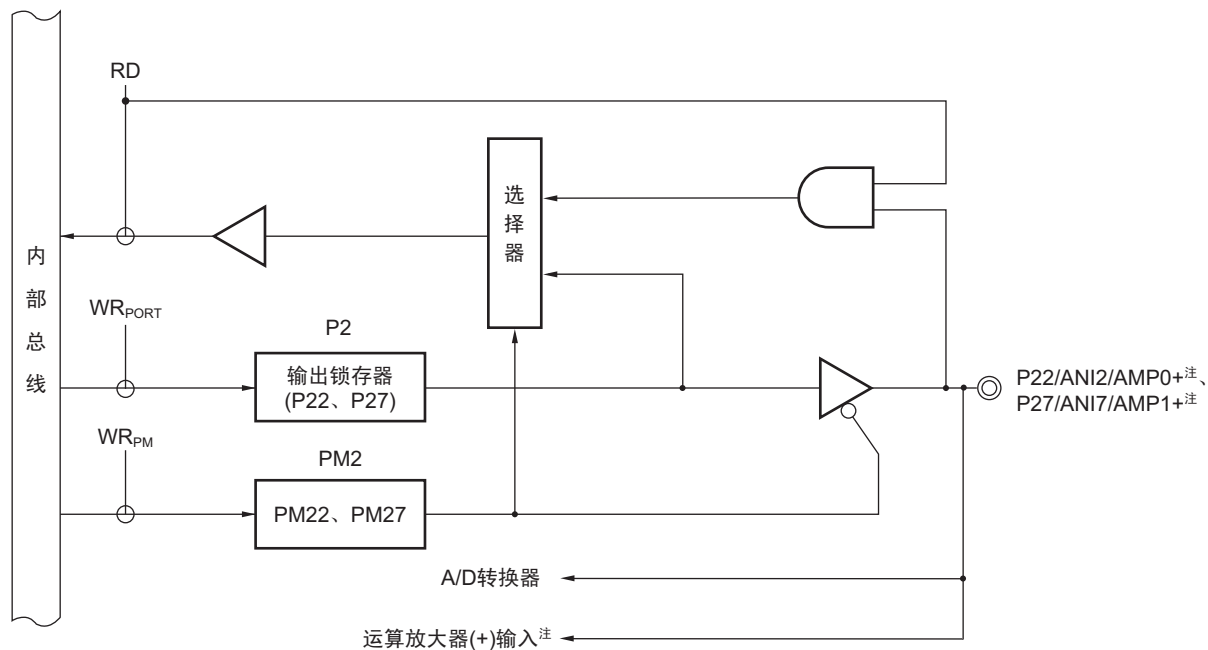 RD
选择器
内部总线
WRPORT
P2
输出锁存器
(P22、P27)
P22/ANI2/AMP0+注、
P27/ANI7/AMP1+注
WRPM
PM2
PM22、PM27
A/D转换器
运算放大器(+)输入注